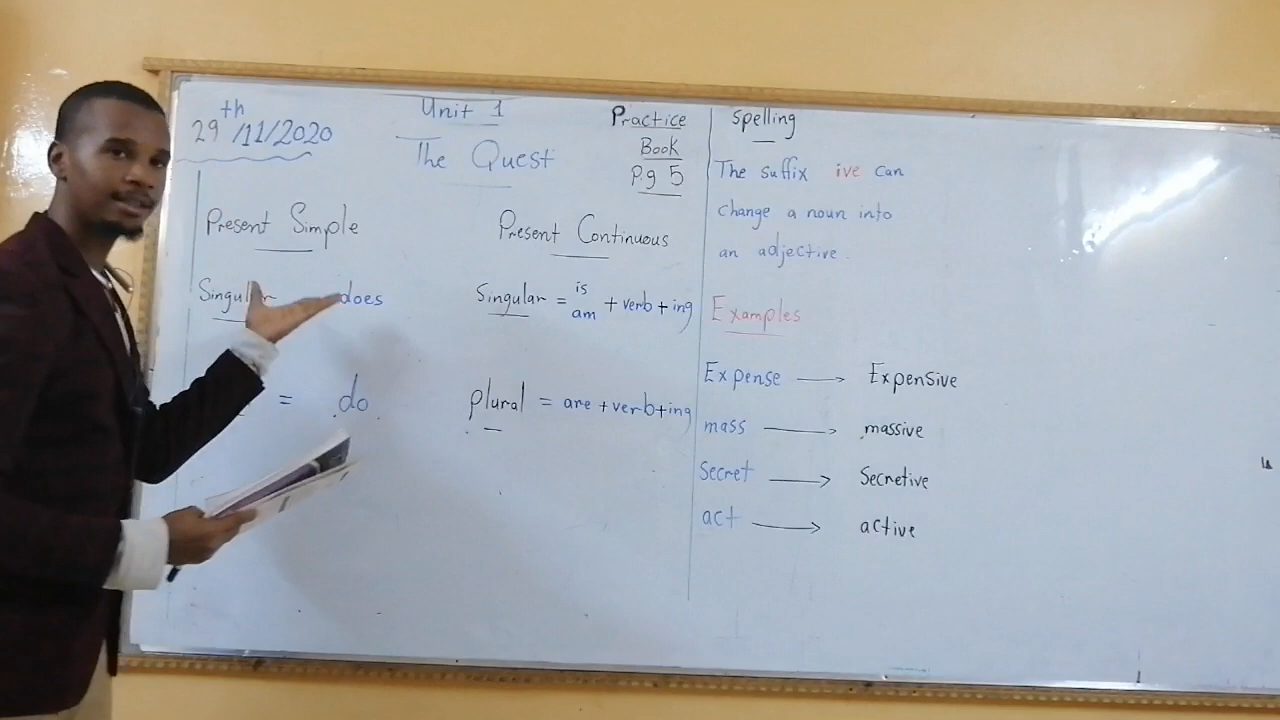 29th/11/2020
Unit 1
The Quest
Practice
Book
P.g 5
Present Simple
Present Continuous
does
Singular = is
am + verb + ing
= do
plural = are + verb + ing
Spelling
The suffix ive can
change a noun into
an adjective.
Examples
Expense → Expensive
mass → massive
Secret → Secretive
act → active